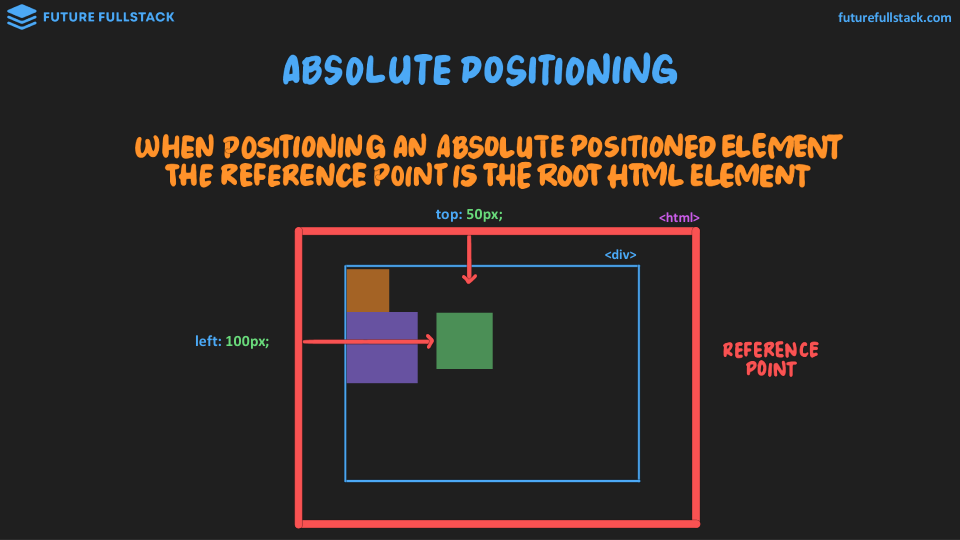 FUTURE FULLSTACK
futurefullstack.com
ABSOLUTE POSITIONING
WHEN POSITIONING AN ABSOLUTE POSITIONED ELEMENT
THE REFERENCE POINT IS THE ROOT HTML ELEMENT
top: 50px;
<html>
<div>
left: 100px;
REFERENCE
POINT